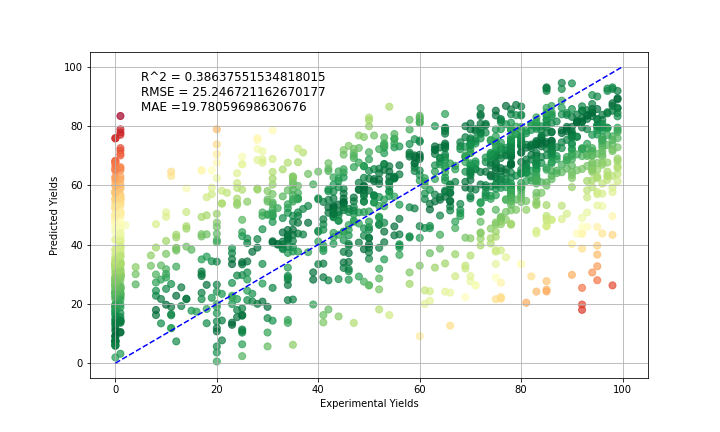 R^2 = 0.38637551534818015
RMSE = 25.246721162670177
MAE =19.78059698630676
100
80
60
40
20
0
Predicted Yields
0 20 40 60 80 100
Experimental Yields